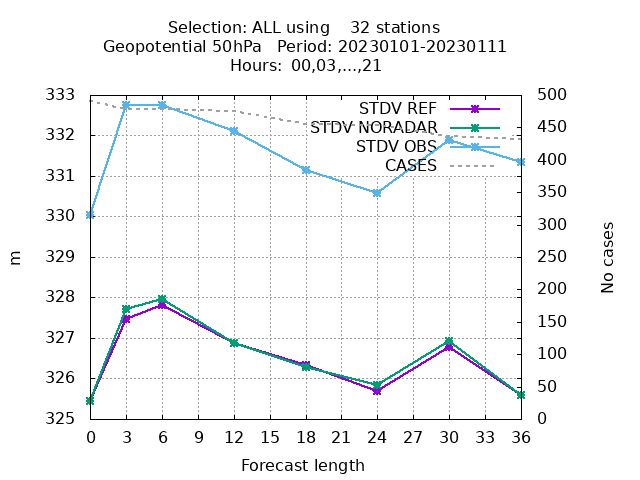 Selection: ALL using    32 stations
Geopotential 50hPa   Period: 20230101-20230111
Hours:  00,03,...,21
333
332
331
330
329
328
327
326
325
m
500
450
400
350
300
250
200
150
100
50
0
No cases
STDV REF
STDV NORADAR
STDV OBS
CASES
0 3 6 9 12 15 18 21 24 27 30 33 36
Forecast length